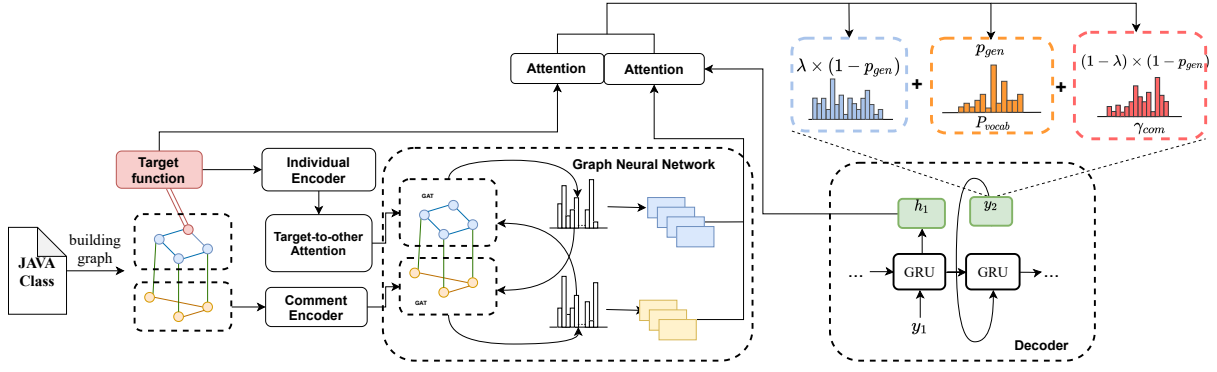 JAVA
Class
building
graph
Target
function
Individual
Encoder
Target-to-other
Attention
Comment
Encoder
Graph Neural Network
GAT
GAT
...
...
Attention
Attention
λ × (1 − p_gen)
+
p_gen
P_vocab
+
(1 − λ) × (1 − p_gen)
γ_com
h_1
y_2
...
GRU
GRU
...
y_1
Decoder